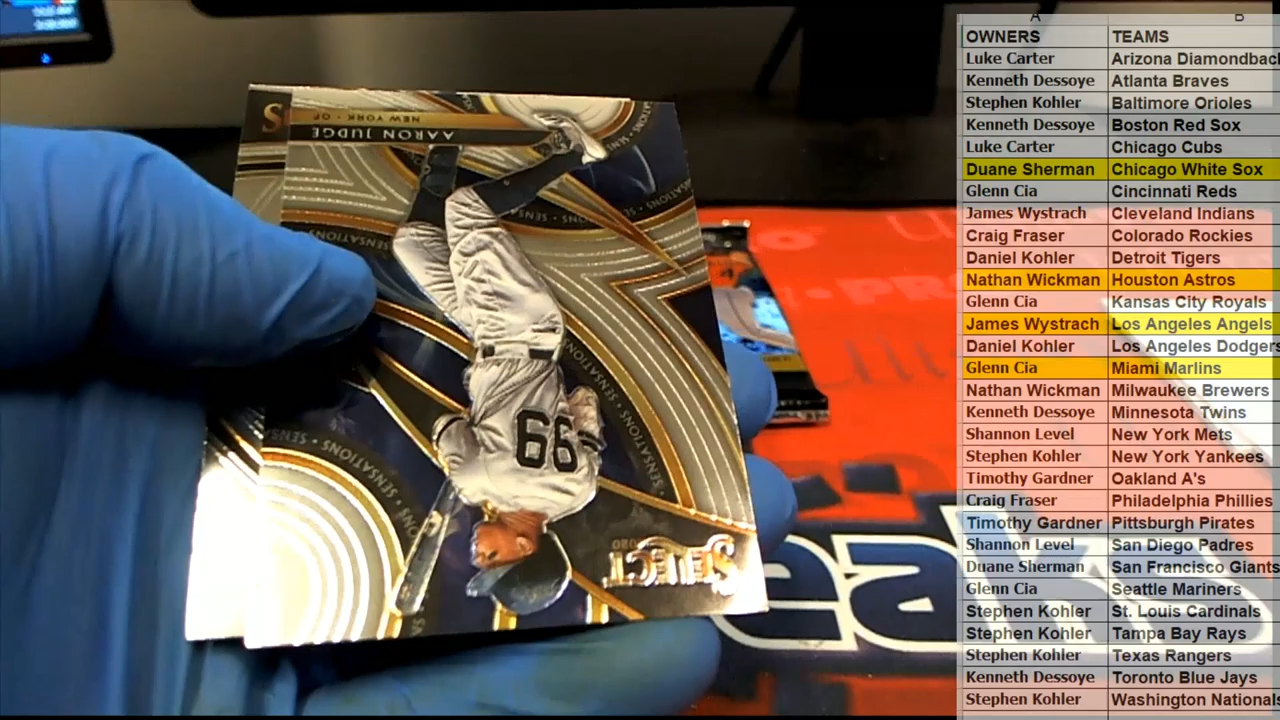 AARON JUDGE
NEW YORK • OF
S
SENSATIONS • SENSATIONS
99
2020
SELECT
A B
OWNERS TEAMS
Luke Carter Arizona Diamondbac
Kenneth Dessoye Atlanta Braves
Stephen Kohler Baltimore Orioles
Kenneth Dessoye Boston Red Sox
Luke Carter Chicago Cubs
Duane Sherman Chicago White Sox
Glenn Cia Cincinnati Reds
James Wystrach Cleveland Indians
Craig Fraser Colorado Rockies
Daniel Kohler Detroit Tigers
Nathan Wickman Houston Astros
Glenn Cia Kansas City Royals
James Wystrach Los Angeles Angels
Daniel Kohler Los Angeles Dodgers
Glenn Cia Miami Marlins
Nathan Wickman Milwaukee Brewers
Kenneth Dessoye Minnesota Twins
Shannon Level New York Mets
Stephen Kohler New York Yankees
Timothy Gardner Oakland A's
Craig Fraser Philadelphia Phillies
Timothy Gardner Pittsburgh Pirates
Shannon Level San Diego Padres
Duane Sherman San Francisco Giants
Glenn Cia Seattle Mariners
Stephen Kohler St. Louis Cardinals
Stephen Kohler Tampa Bay Rays
Stephen Kohler Texas Rangers
Kenneth Dessoye Toronto Blue Jays
Stephen Kohler Washington Nationals